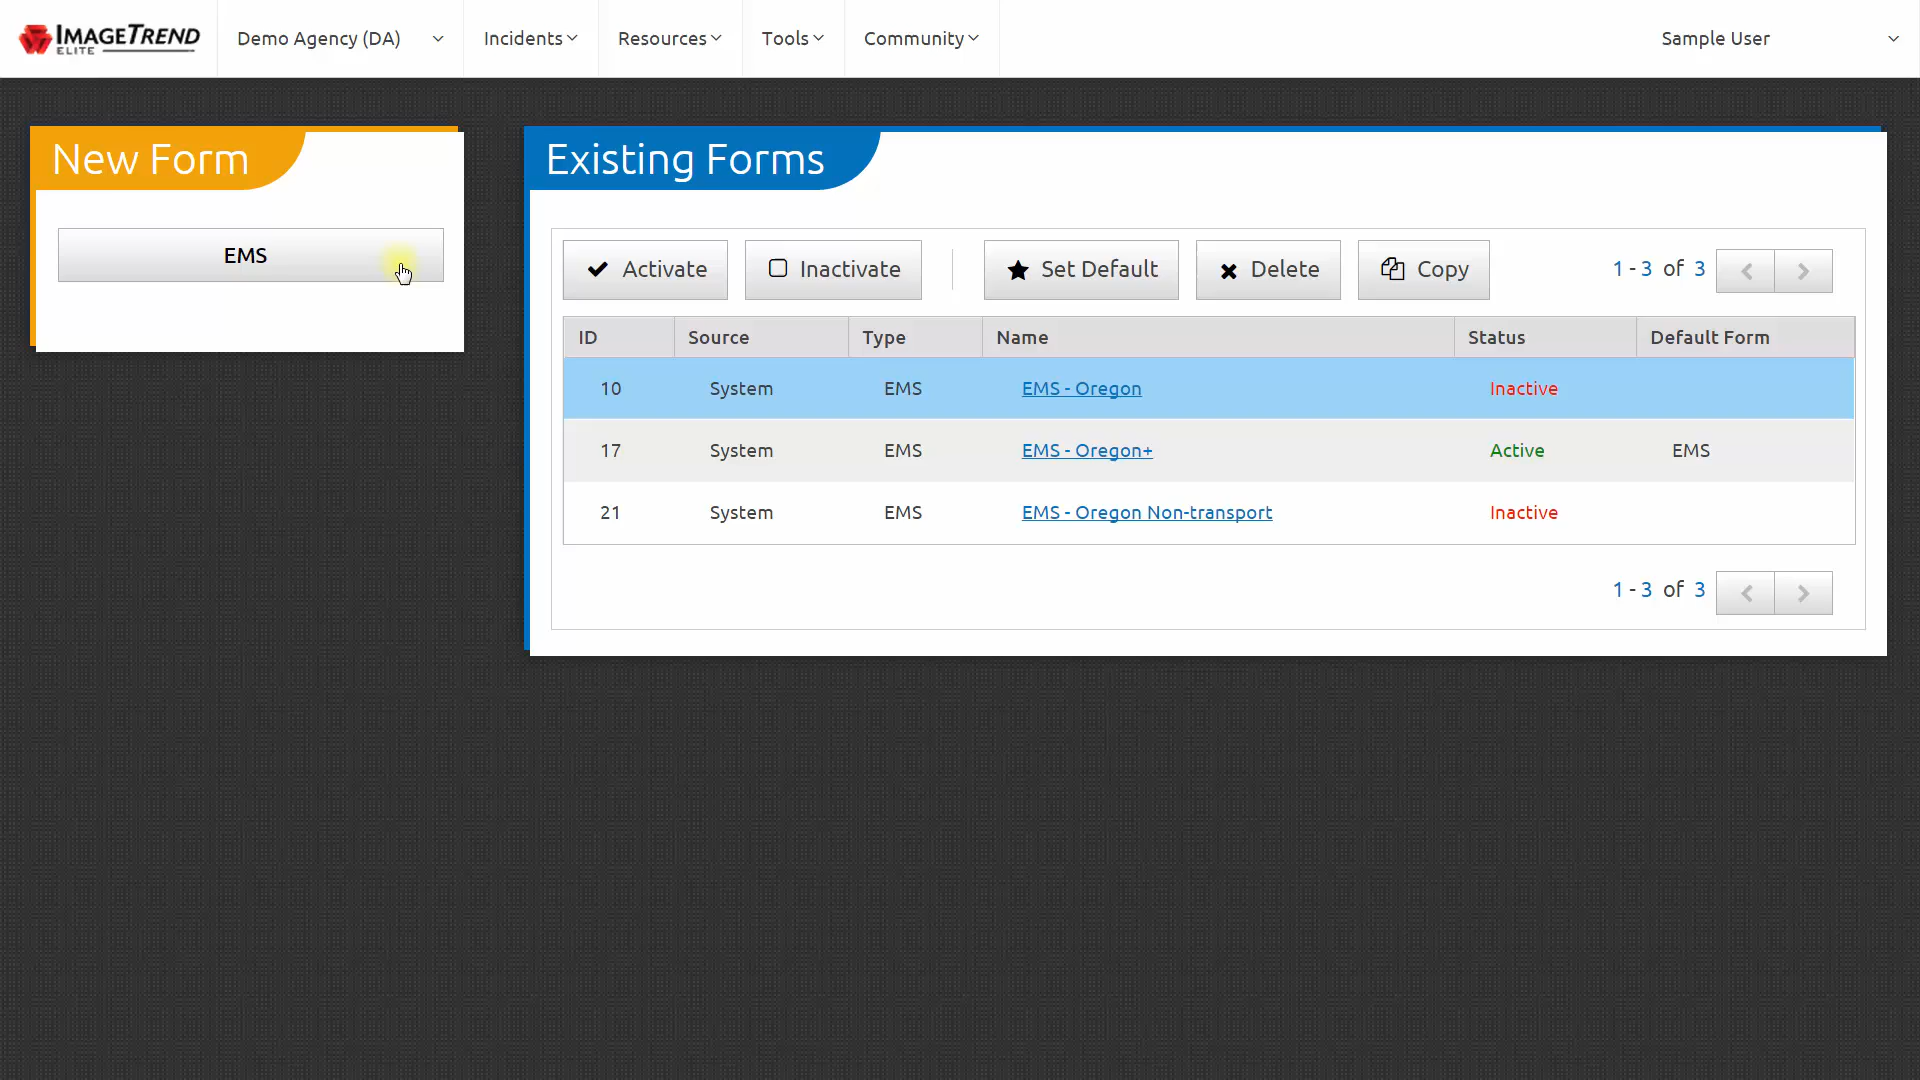 IMAGETREND
ELITE
Demo Agency (DA)
Incidents
Resources
Tools
Community
Sample User
New Form
EMS
Existing Forms
Activate
Inactivate
Set Default
Delete
Copy
1 - 3 of 3
ID Source Type Name Status Default Form
10 System EMS EMS - Oregon Inactive
17 System EMS EMS - Oregon+ Active EMS
21 System EMS EMS - Oregon Non-transport Inactive
1 - 3 of 3